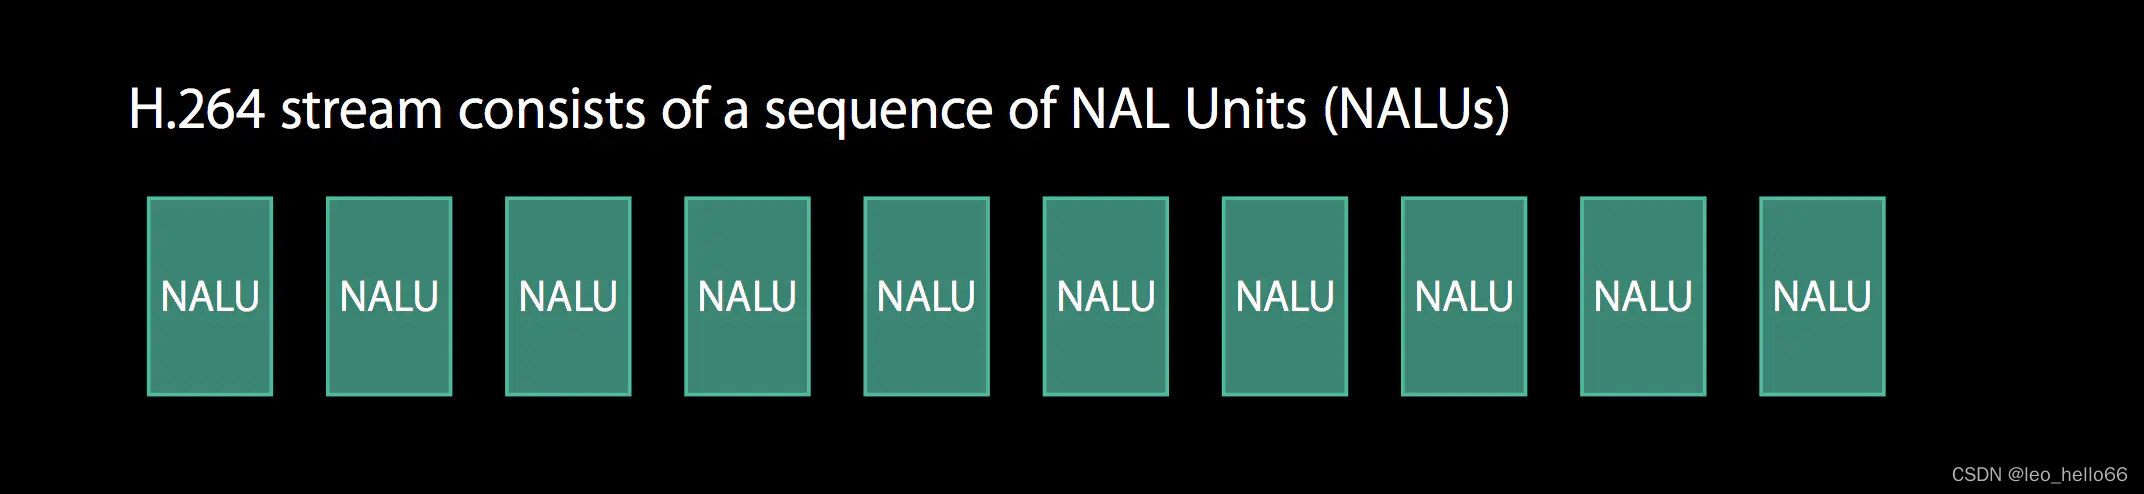 H.264 stream consists of a sequence of NAL Units (NALUs)
NALU NALU NALU NALU NALU NALU NALU NALU NALU NALU
CSDN @leo_hello66